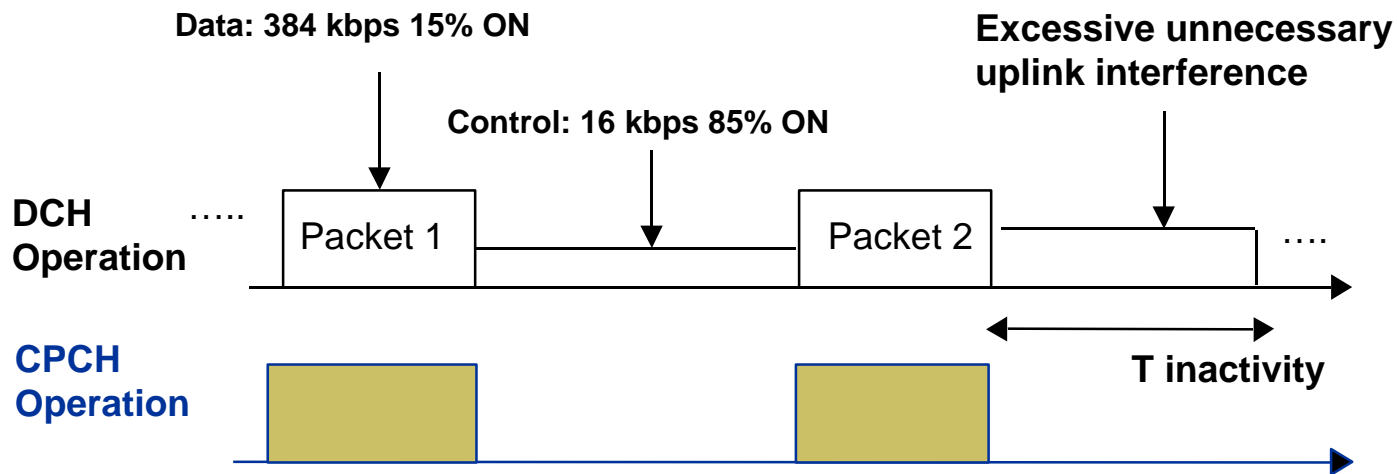 Data: 384 kbps 15% ON
Excessive unnecessary
uplink interference
Control: 16 kbps 85% ON
DCH
Operation
.....
Packet 1
Packet 2
....
CPCH
Operation
T inactivity